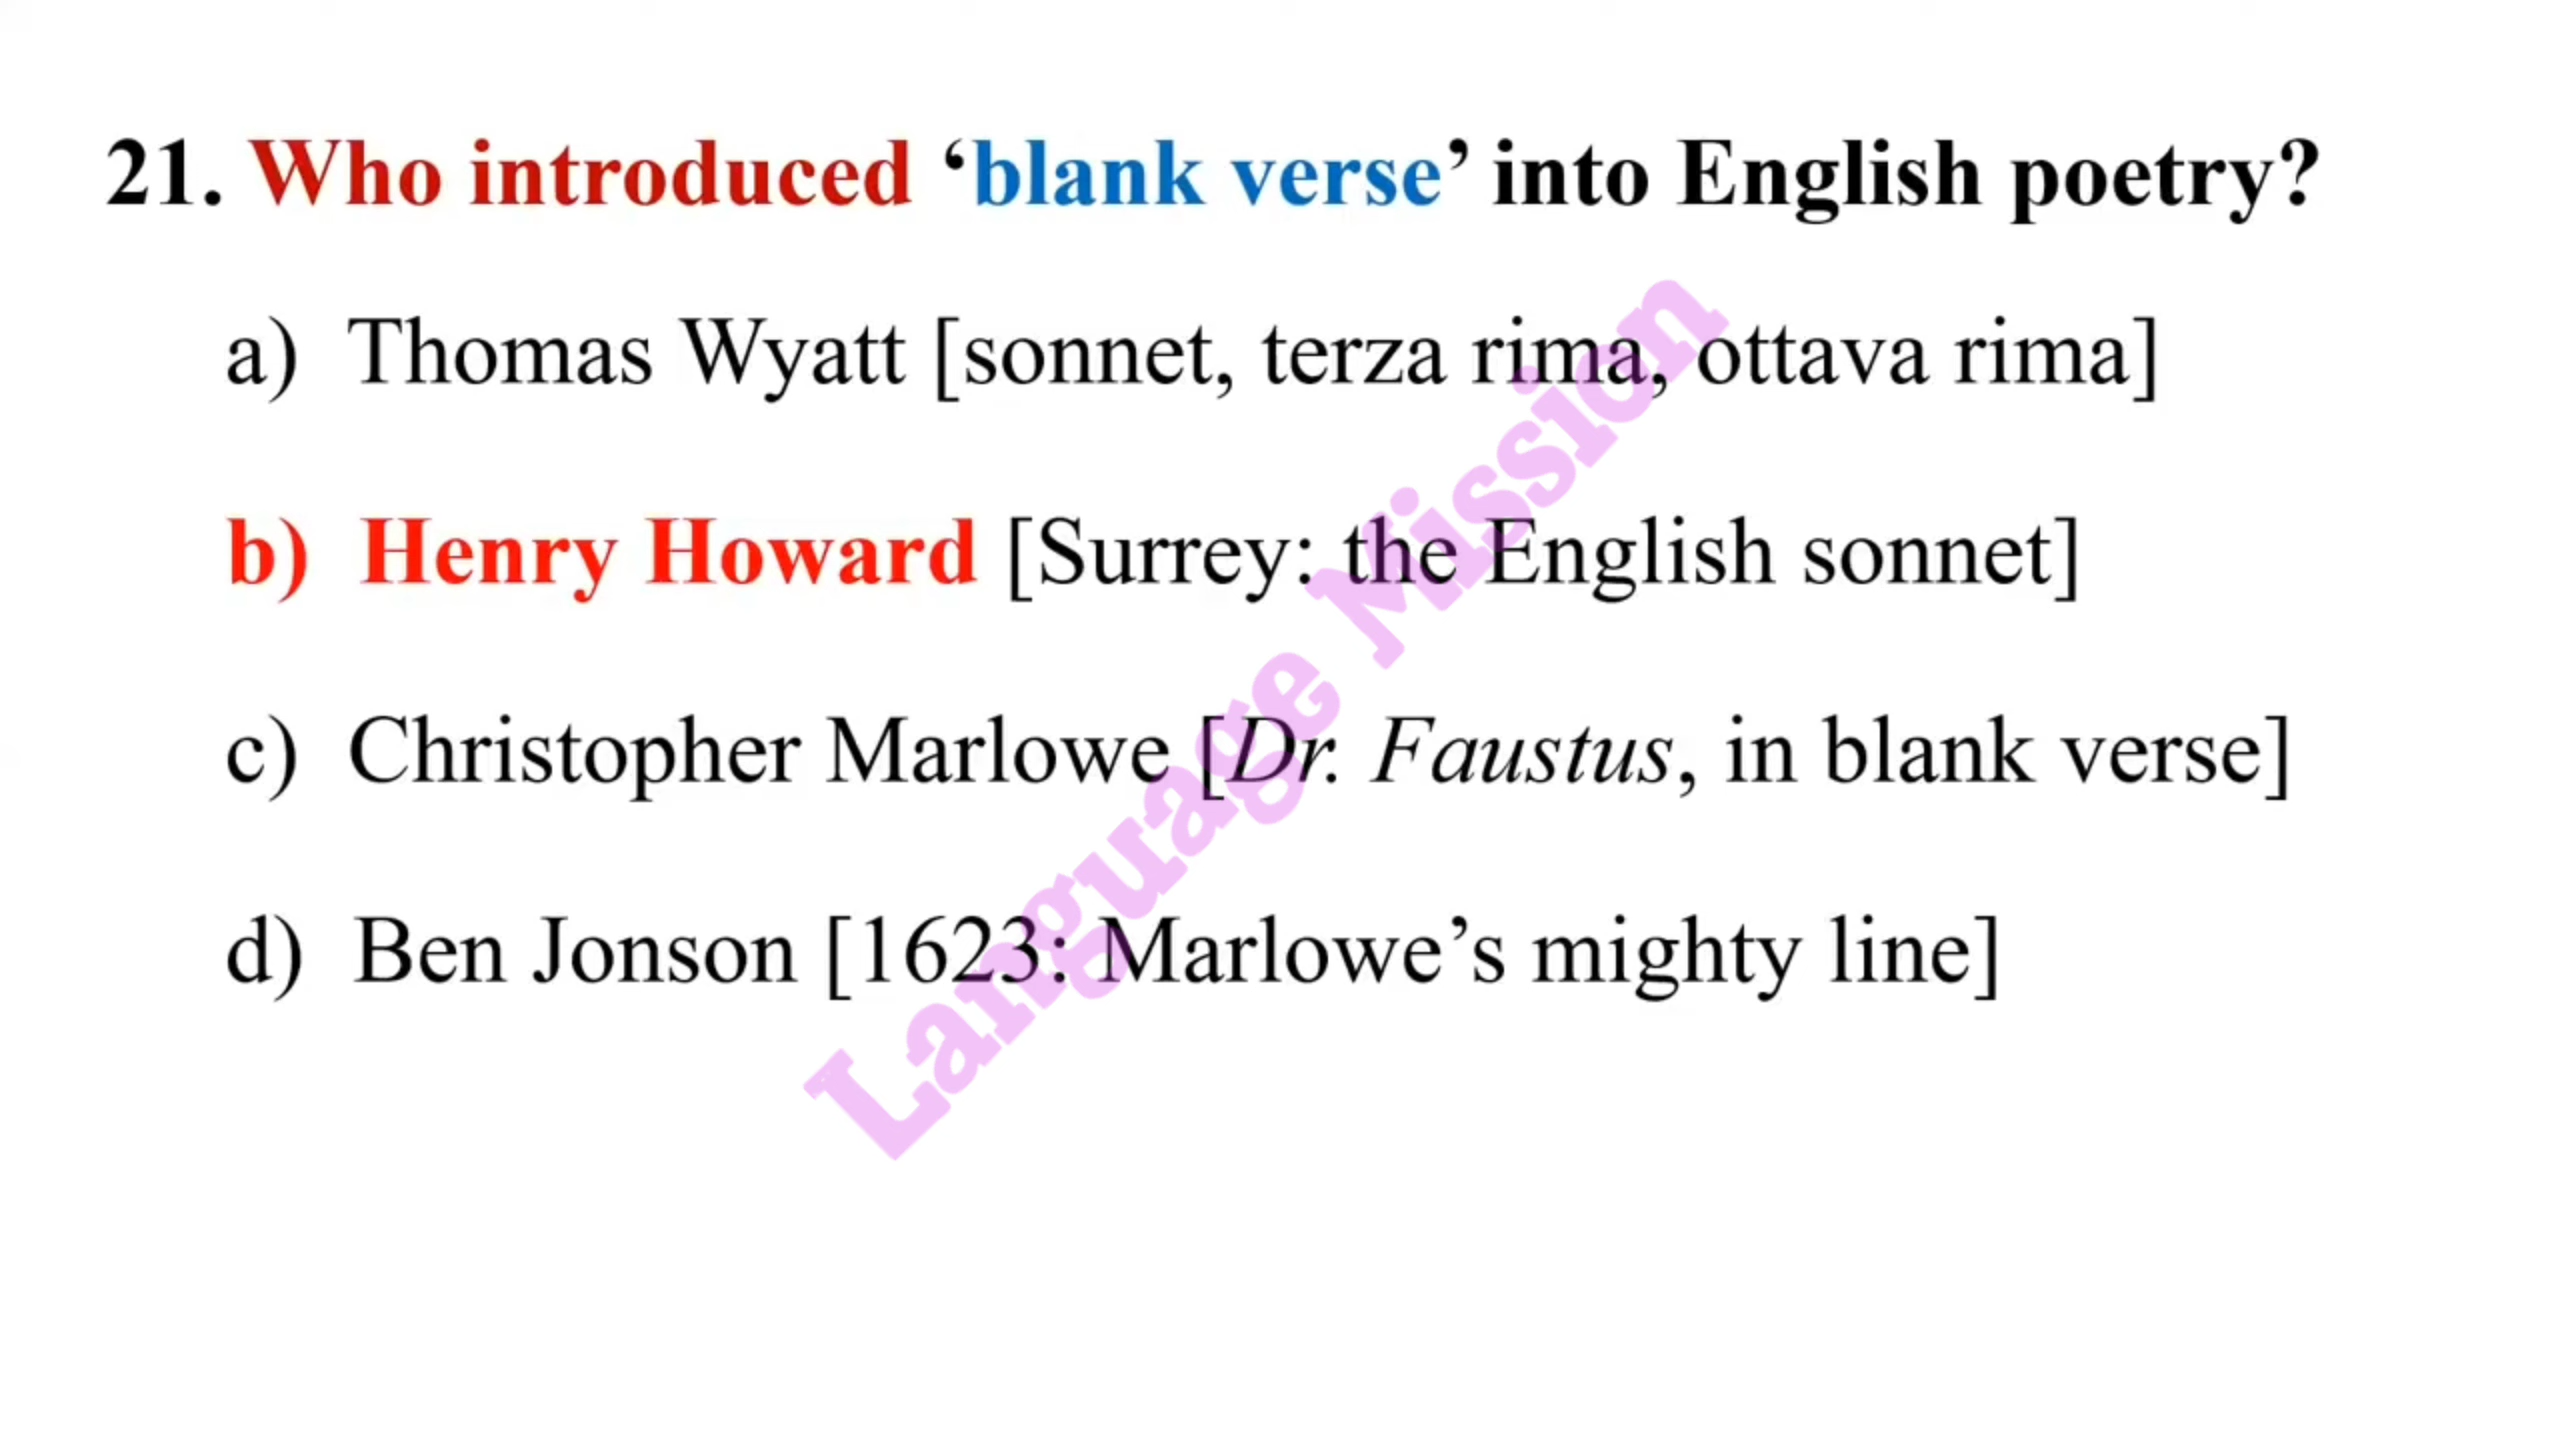 21. Who introduced ‘blank verse’ into English poetry?
a) Thomas Wyatt [sonnet, terza rima, ottava rima]
b) Henry Howard [Surrey: the English sonnet]
c) Christopher Marlowe [Dr. Faustus, in blank verse]
d) Ben Jonson [1623: Marlowe’s mighty line]
Language Mission